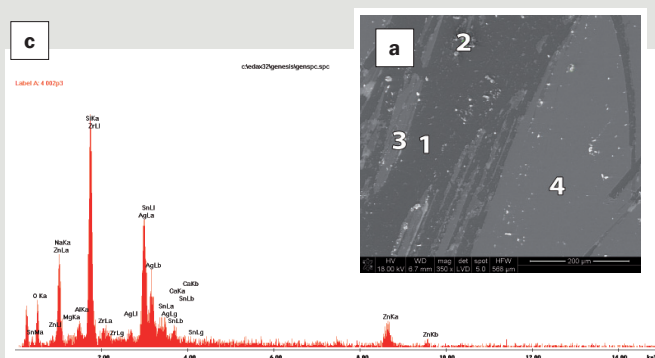 c
c:\edax32\genesis\genspc.spc
Label A: 4 002p3
SiKa
ZrLl
SnLl
AgLa
NaKa
ZnLa
AgLb
CaKb
CaKa
SnLb
O Ka
MgKa
AlKa
ZnLl
ZrLa
ZrLg
AgLl
SnLa
AgLg
SnLb
SnLg
ZnKa
ZnKb
2.00
4.00
6.00
8.00
10.00
12.00
14.00
a
2
3
1
4
HV WD mag det spot HFW
18.00 kV 6.7 mm 350 x LVD 5.0 568 µm
200 µm